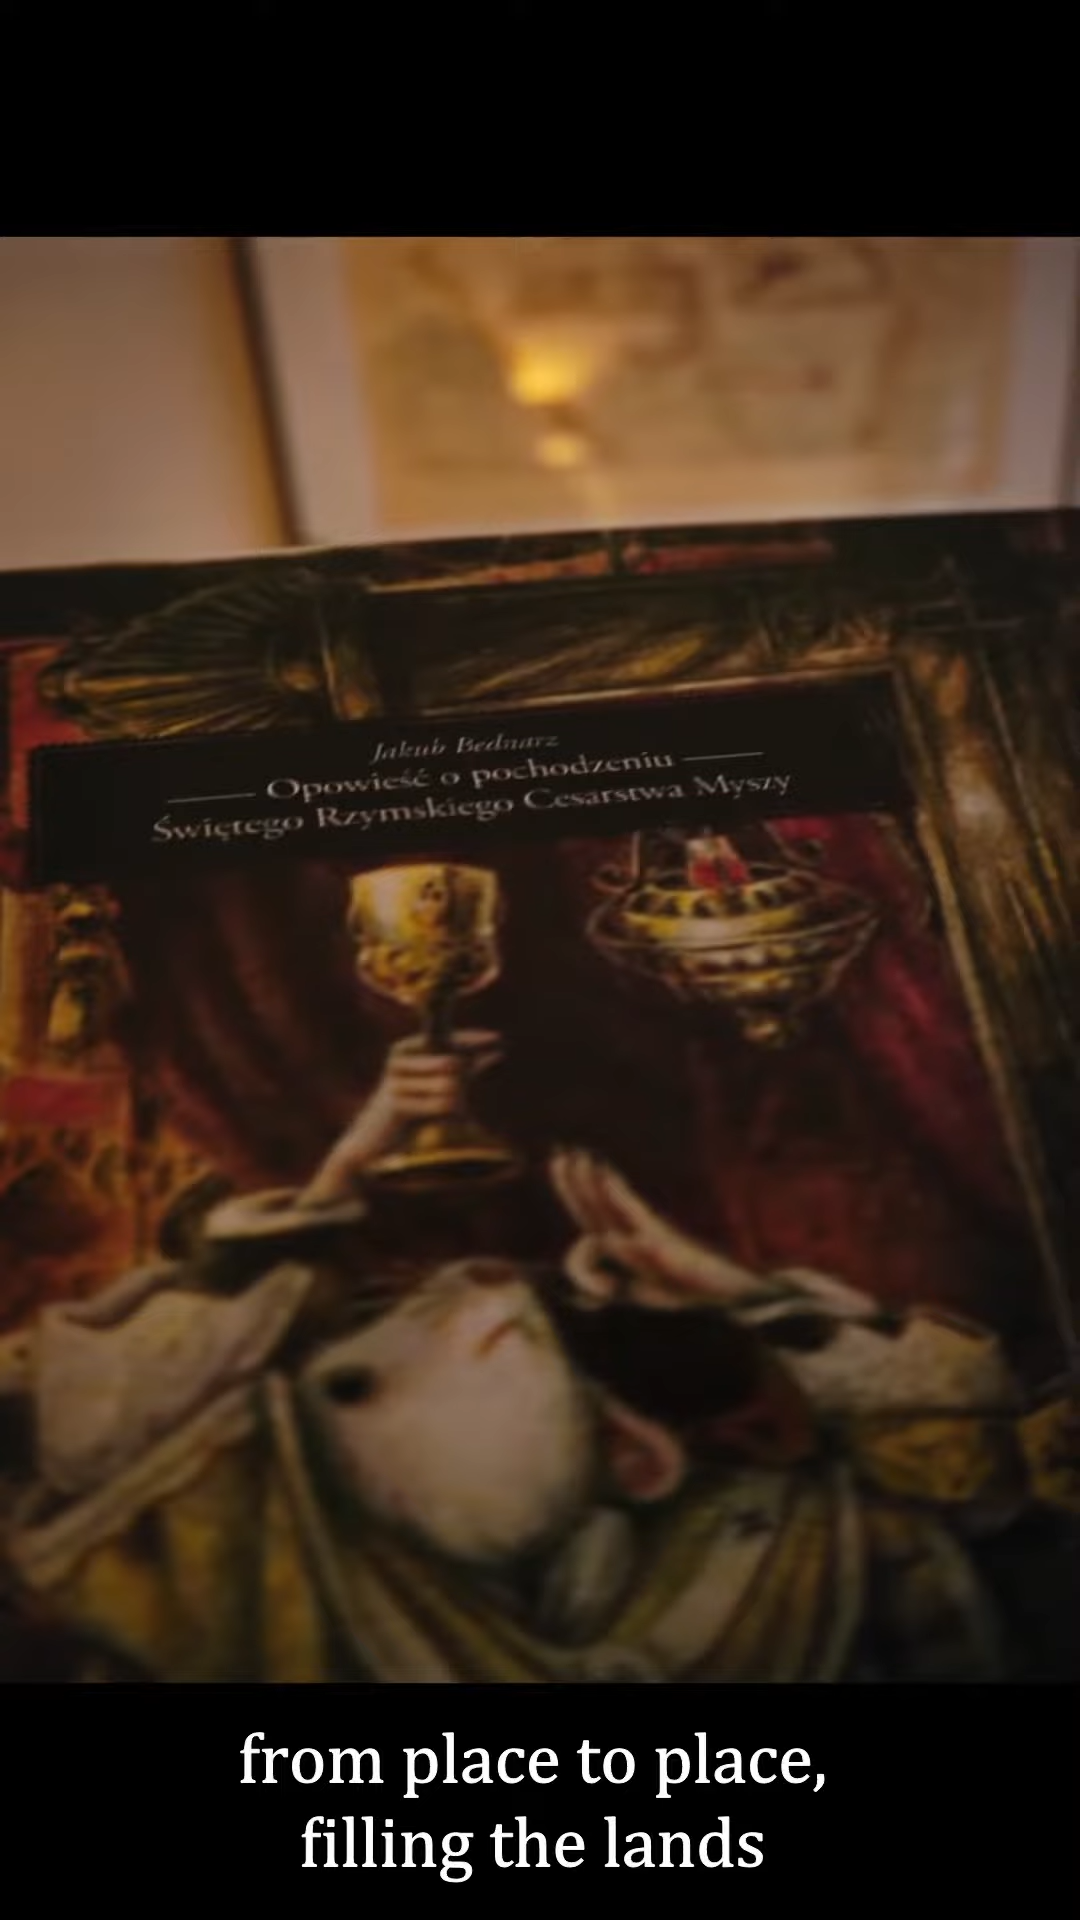 Jakub Bednarz
Opowieść o pochodzeniu
Świętego Rzymskiego Cesarstwa Myszy
from place to place,
filling the lands